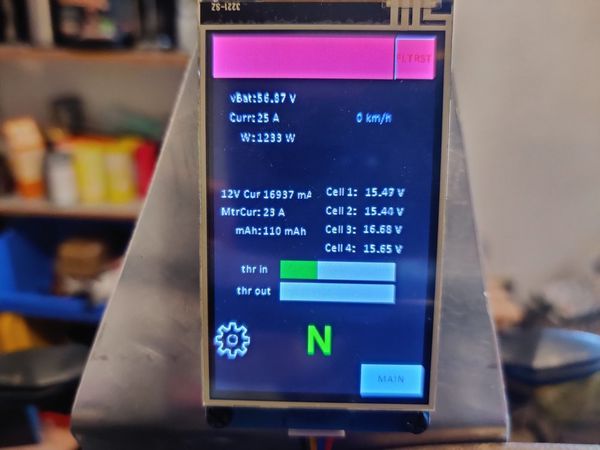 3221-S2
FLTRST
vBat:56.87 V
Curr:25 A
0 km/h
W:1233 W
12V Cur 16937 mA
MtrCur: 23 A
mAh:110 mAh
Cell 1: 15.47 V
Cell 2: 15.44 V
Cell 3: 16.68 V
Cell 4: 15.65 V
thr in
thr out
N
MAIN